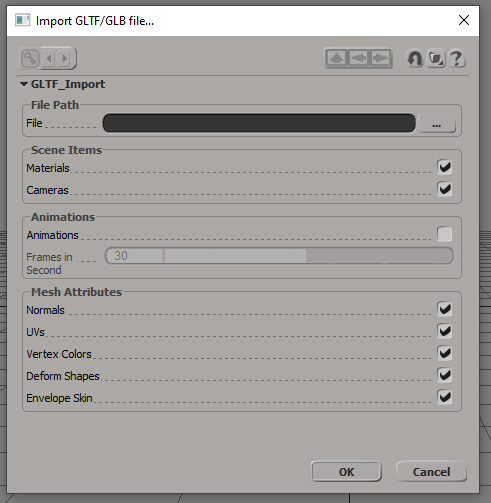 Import GLTF/GLB file...
GLTF_Import
File Path
File
...
Scene Items
Materials
Cameras
Animations
Animations
Frames in
Second
30
Mesh Attributes
Normals
UVs
Vertex Colors
Deform Shapes
Envelope Skin
OK Cancel